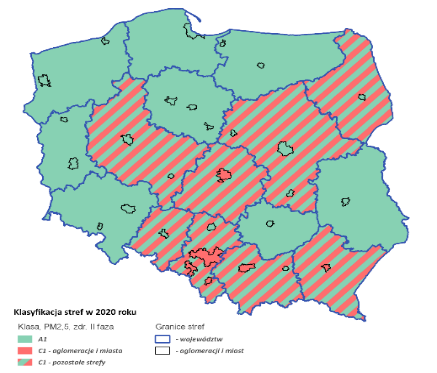 Klasyfikacja stref w 2020 roku
Klasa, PM2,5, zdr. II faza
A1
C1 - aglomeracje i miasta
C1 - pozostałe strefy
Granice stref
- województw
- aglomeracji i miast